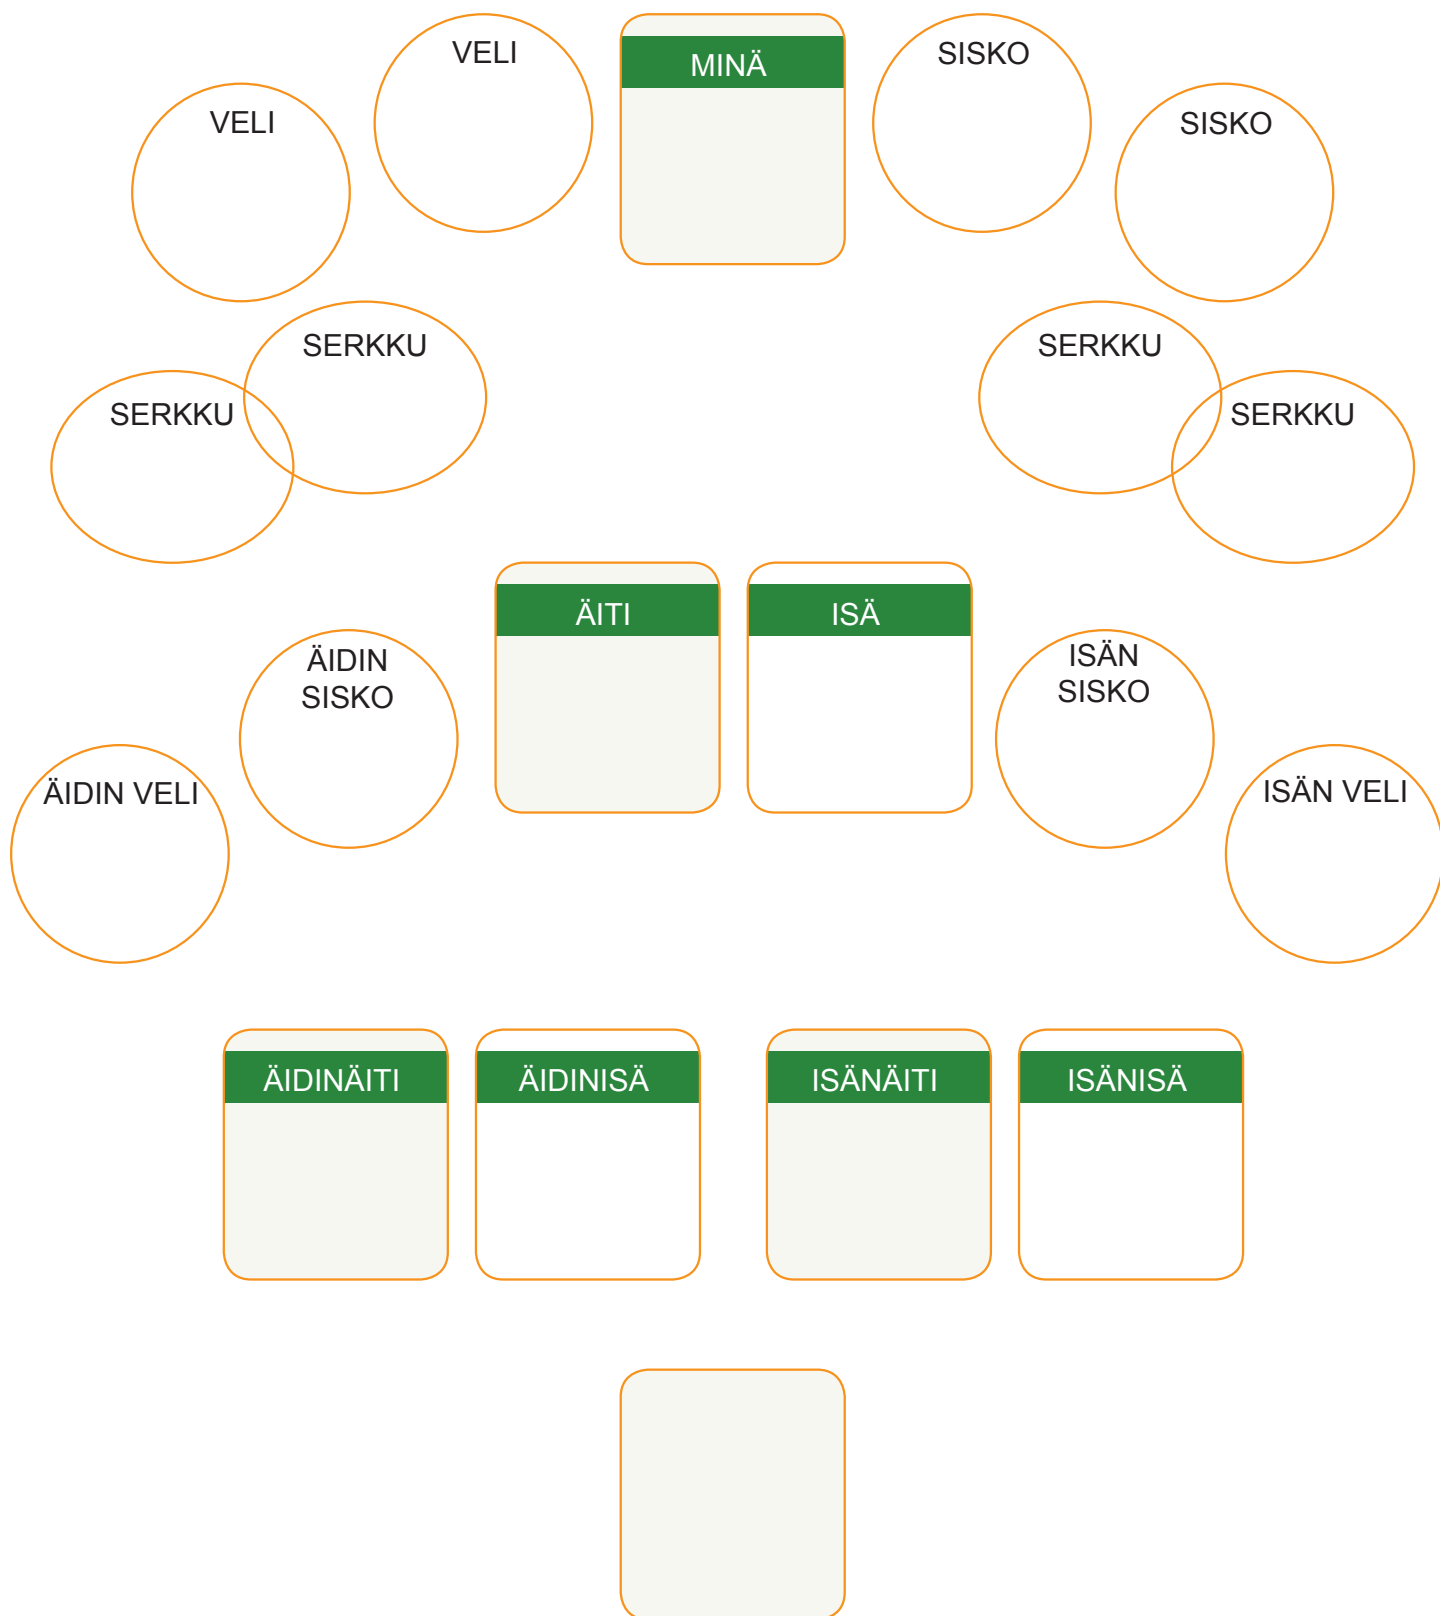 VELI
MINÄ
SISKO
VELI
SISKO
SERKKU
SERKKU
SERKKU
SERKKU
ÄITI
ISÄ
ÄIDIN
SISKO
ISÄN
SISKO
ÄIDIN VELI
ISÄN VELI
ÄIDINÄITI
ÄIDINISÄ
ISÄNÄITI
ISÄNISÄ